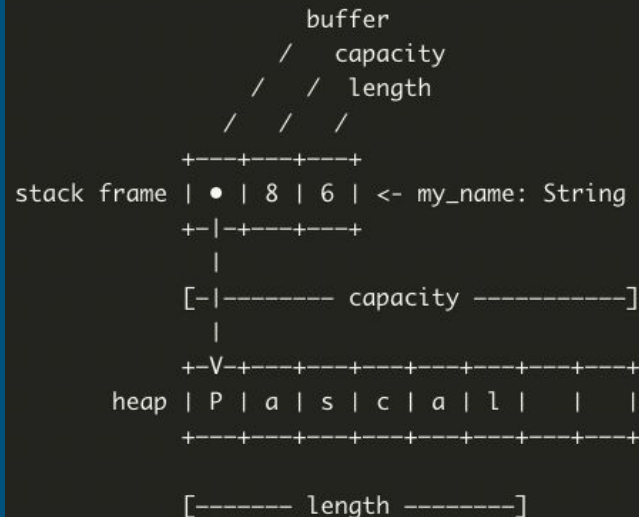 buffer
                   /   capacity
                 /   /  length
               /   /   /
            +---+---+---+
stack frame | • | 8 | 6 | <- my_name: String
            +-|-+---+---+
              |
            [-|-------- capacity -----------]
              |
            +-V-+---+---+---+---+---+---+---+
       heap | P | a | s | c | a | l |   |   |
            +---+---+---+---+---+---+---+---+

            [------- length --------]